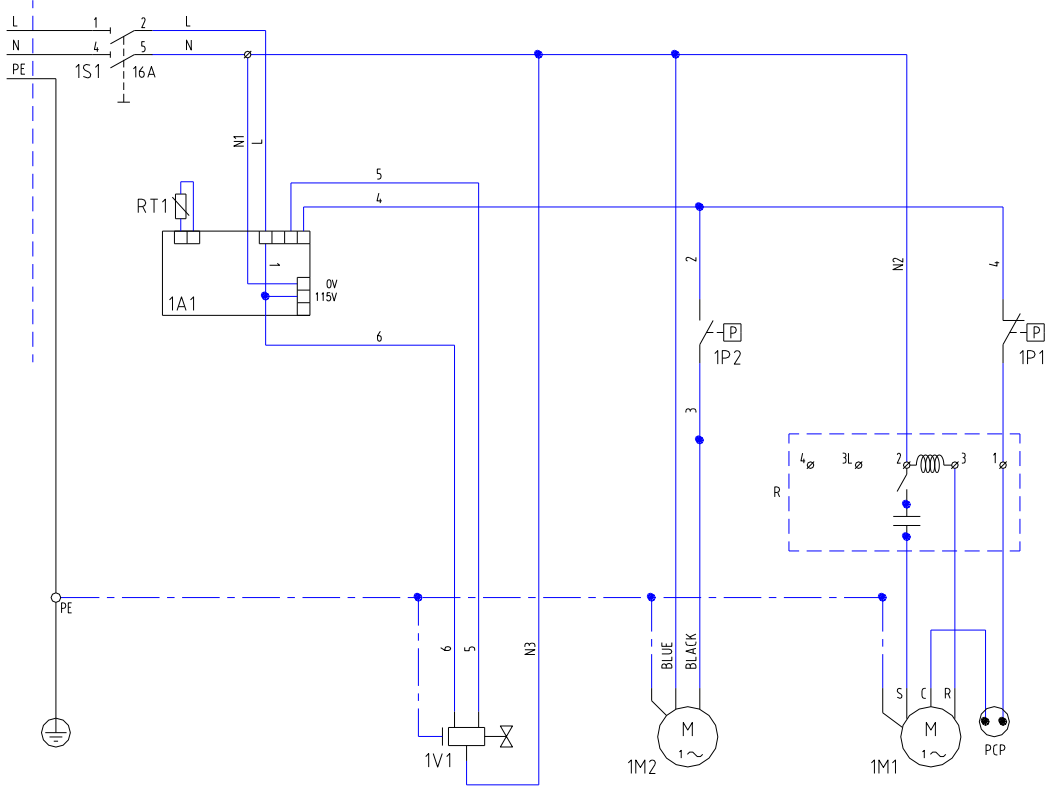 L 1 2 L
N 4 5 N
1S1 16A
PE
N1 L
5
RT1 4
2 N2 4
1
0V
115V
1A1
P P
6 1P2 1P1
3
4 3L 2 3 1
R
PE
6 5 N3 BLUE BLACK
S C R
M M
1V1 1 1 PCP
1M2 1M1